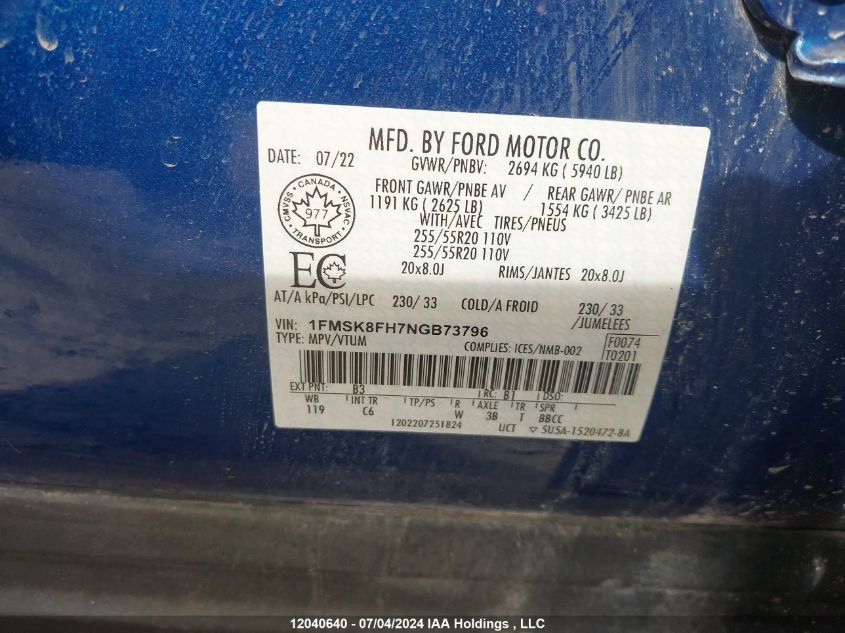 MFD. BY FORD MOTOR CO.
DATE: 07/22
GVWR/PNBV: 2694 KG ( 5940 LB)
FRONT GAWR/PNBE AV / REAR GAWR/ PNBE AR
1191 KG ( 2625 LB) 1554 KG ( 3425 LB)
WITH/AVEC TIRES/PNEUS
255/55R20 110V
255/55R20 110V
20x8.0J RIMS/JANTES 20x8.0J
CMVSS • CANADA • NSVAC
977
• TRANSPORT •
EC
AT/A kPa/PSI/LPC 230/ 33 COLD/A FROID 230/ 33
/JUMELEES
VIN: 1FMSK8FH7NGB73796
TYPE: MPV/VTUM COMPLIES: ICES/NMB-002
F0074
T0201
EXT PNT: B3 RC: B1 DSO:
WB INT TR TP/PS R AXLE TR SPR
119 C6 W 3B T BBCC
1202207251824 UCT ▽ 5U5A-1520472-BA
12040640 - 07/04/2024 IAA Holdings , LLC